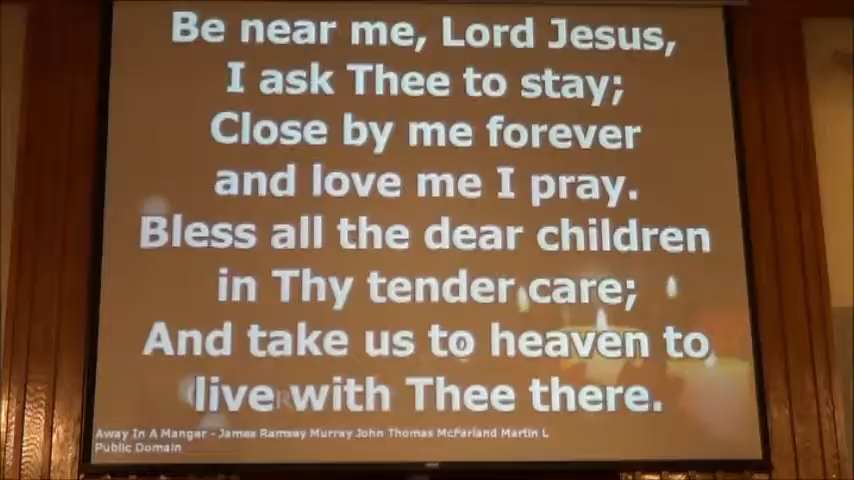 Be near me, Lord Jesus,
I ask Thee to stay;
Close by me forever
and love me I pray.
Bless all the dear children
in Thy tender care;
And take us to heaven to
live with Thee there.
Away In A Manger - James Ramsey Murray John Thomas McFarland Martin L
Public Domain